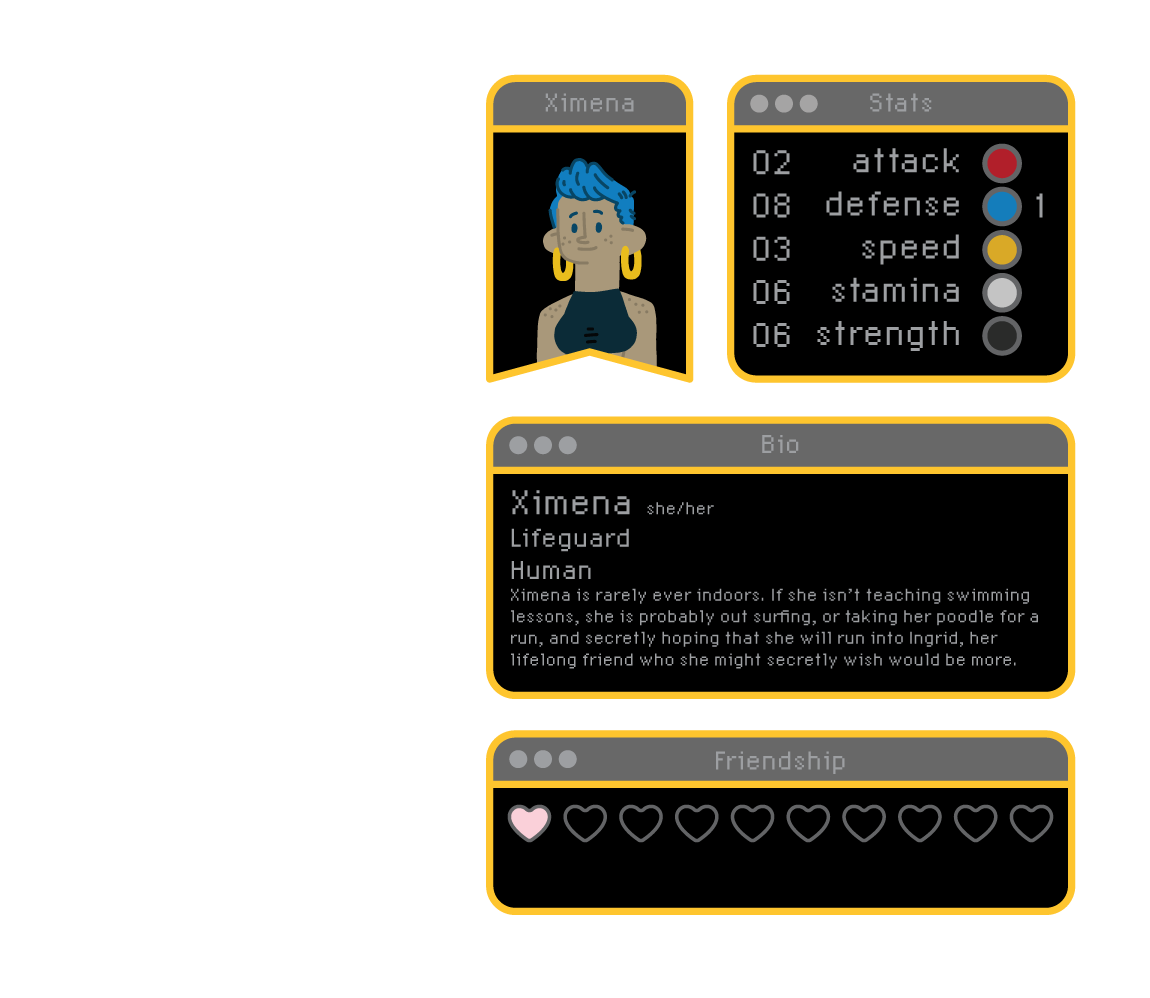 Ximena
Stats
02 attack
08 defense 1
03 speed
06 stamina
06 strength
Bio
Ximena she/her
Lifeguard
Human
Ximena is rarely ever indoors. If she isn't teaching swimming
lessons, she is probably out surfing, or taking her poodle for a
run, and secretly hoping that she will run into Ingrid, her
lifelong friend who she might secretly wish would be more.
Friendship